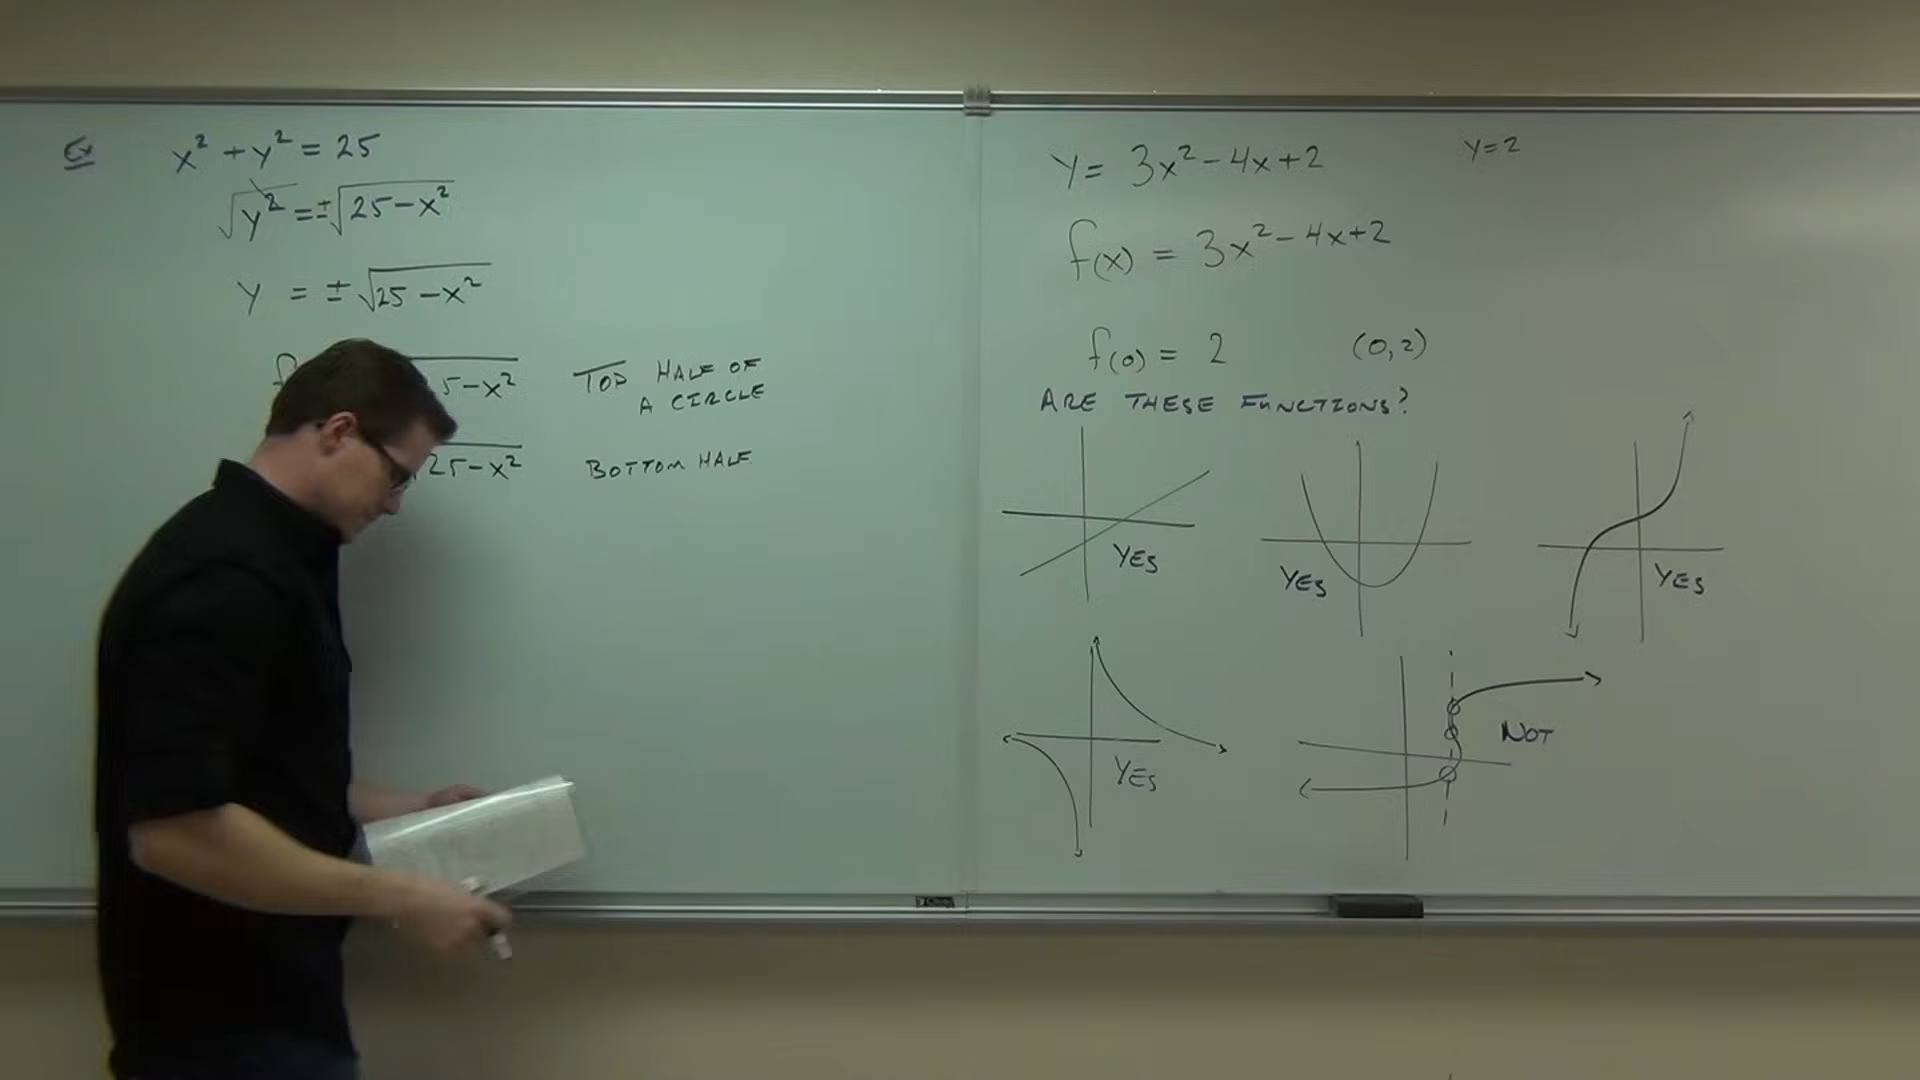 Ex x² + y² = 25
√y² = ±√25-x²
y = ±√25-x²
f 5-x² TOP HALF OF
A CIRCLE
25-x² BOTTOM HALF
y = 3x² - 4x + 2 y = 2
f(x) = 3x² - 4x + 2
f(0) = 2 (0,2)
ARE THESE FUNCTIONS?
YES YES YES
YES NOT